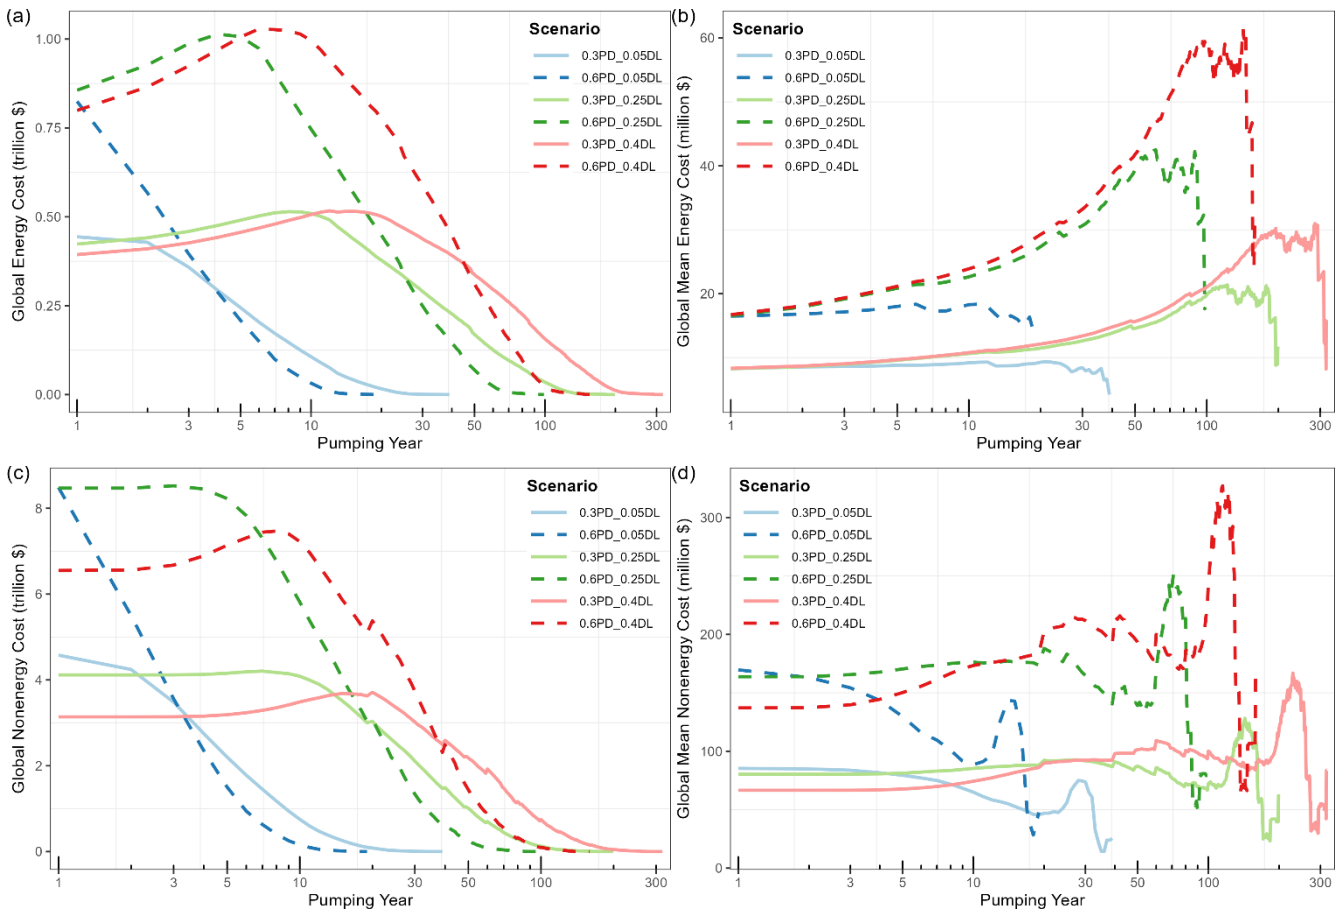 (a)
Global Energy Cost (trillion $)
1.00
0.75
0.50
0.25
0.00
1
3
5
10
30
50
100
300
Pumping Year
Scenario
0.3PD_0.05DL
0.6PD_0.05DL
0.3PD_0.25DL
0.6PD_0.25DL
0.3PD_0.4DL
0.6PD_0.4DL
(b)
Global Mean Energy Cost (million $)
60
40
20
1
3
5
10
30
50
100
300
Pumping Year
Scenario
0.3PD_0.05DL
0.6PD_0.05DL
0.3PD_0.25DL
0.6PD_0.25DL
0.3PD_0.4DL
0.6PD_0.4DL
(c)
Global Nonenergy Cost (trillion $)
8
6
4
2
0
1
3
5
10
30
50
100
300
Pumping Year
Scenario
0.3PD_0.05DL
0.6PD_0.05DL
0.3PD_0.25DL
0.6PD_0.25DL
0.3PD_0.4DL
0.6PD_0.4DL
(d)
Global Mean Nonenergy Cost (million $)
300
200
100
0
1
3
5
10
30
50
100
300
Pumping Year
Scenario
0.3PD_0.05DL
0.6PD_0.05DL
0.3PD_0.25DL
0.6PD_0.25DL
0.3PD_0.4DL
0.6PD_0.4DL